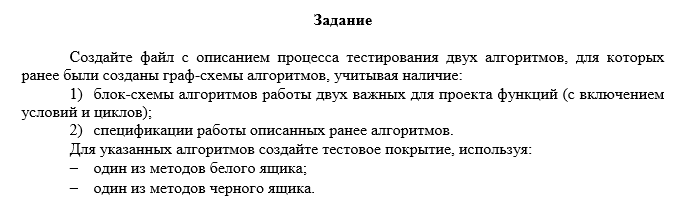 Задание
Создайте файл с описанием процесса тестирования двух алгоритмов, для которых
ранее были созданы граф-схемы алгоритмов, учитывая наличие:
1) блок-схемы алгоритмов работы двух важных для проекта функций (с включением
условий и циклов);
2) спецификации работы описанных ранее алгоритмов.
Для указанных алгоритмов создайте тестовое покрытие, используя:
– один из методов белого ящика;
– один из методов черного ящика.